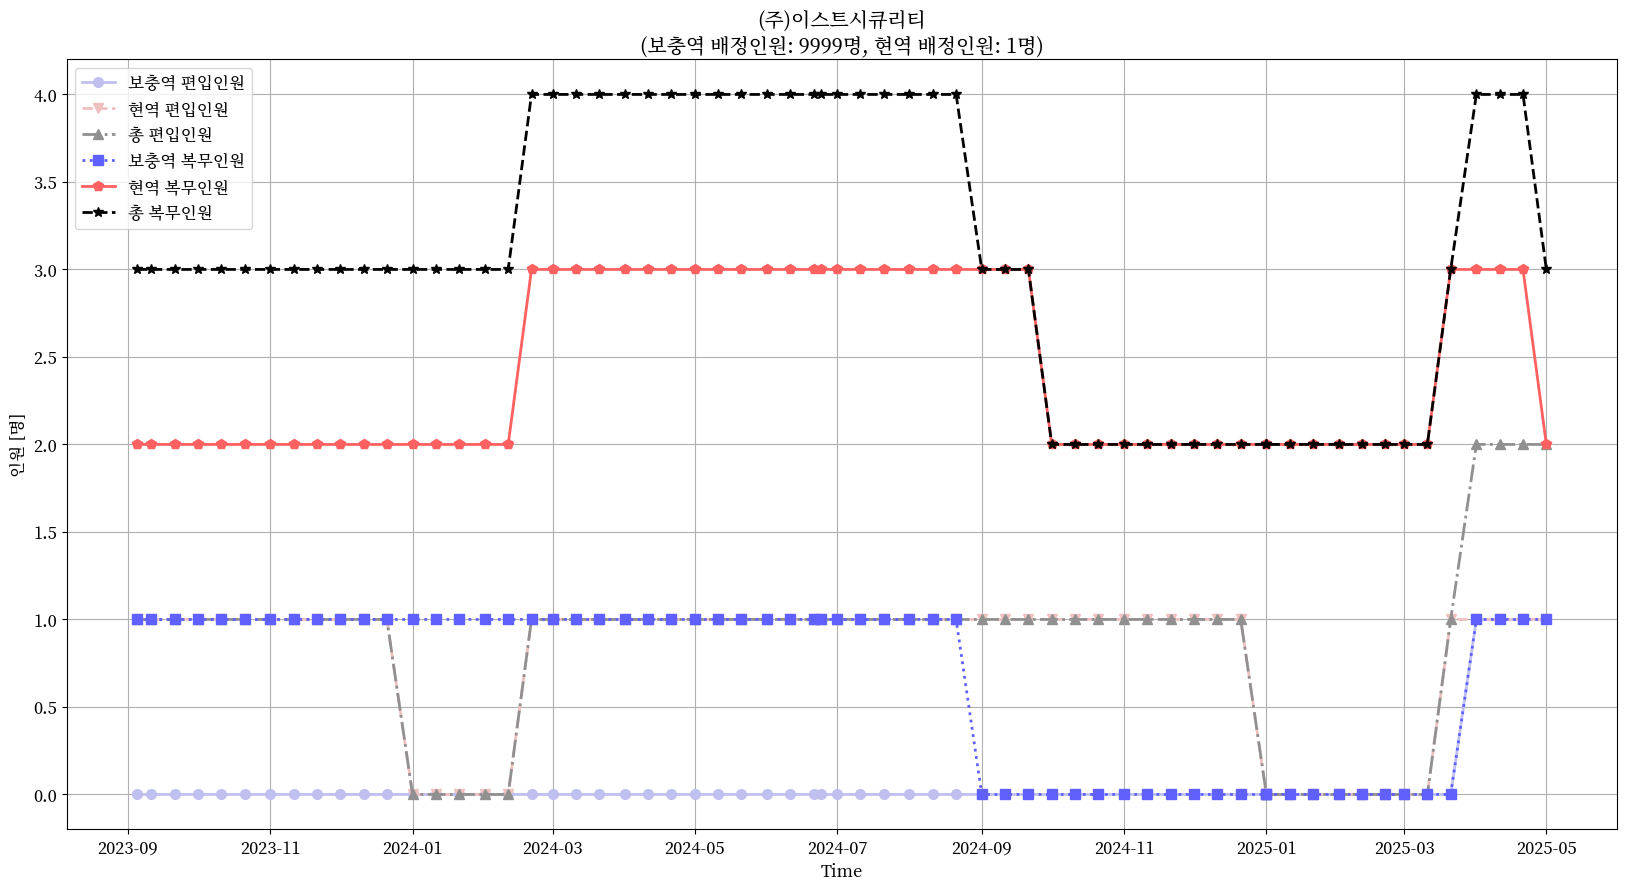 (주)이스트시큐리티
(보충역 배정인원: 9999명, 현역 배정인원: 1명)
보충역 편입인원
현역 편입인원
총 편입인원
보충역 복무인원
현역 복무인원
총 복무인원
인원 [명]
4.0
3.5
3.0
2.5
2.0
1.5
1.0
0.5
0.0
2023-09 2023-11 2024-01 2024-03 2024-05 2024-07 2024-09 2024-11 2025-01 2025-03 2025-05
Time